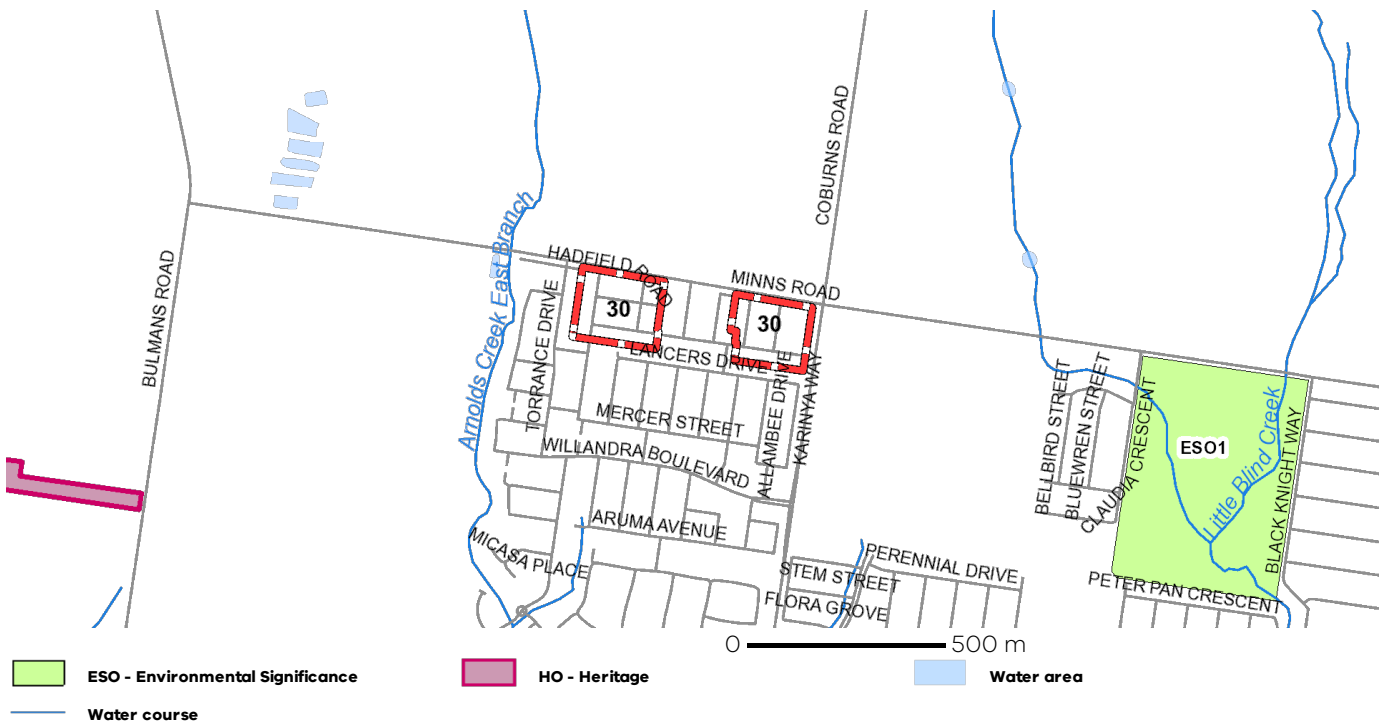 COBURNS ROAD
Arnolds Creek East Branch
BULMANS ROAD
HADFIELD ROAD
MINNS ROAD
30
30
TORRANCE DRIVE
LANCERS DRIVE
ALLAMBEE DRIVE
KARINYA WAY
MERCER STREET
WILLANDRA BOULEVARD
ARUMA AVENUE
MICASA PLACE
STEM STREET
FLORA GROVE
PERENNIAL DRIVE
BELLBIRD STREET
BLUEWREN STREET
CLAUDIA CRESCENT
ESO1
Little Blind Creek
BLACK KNIGHT WAY
PETER PAN CRESCENT
0 500 m
ESO - Environmental Significance
HO - Heritage
Water area
Water course